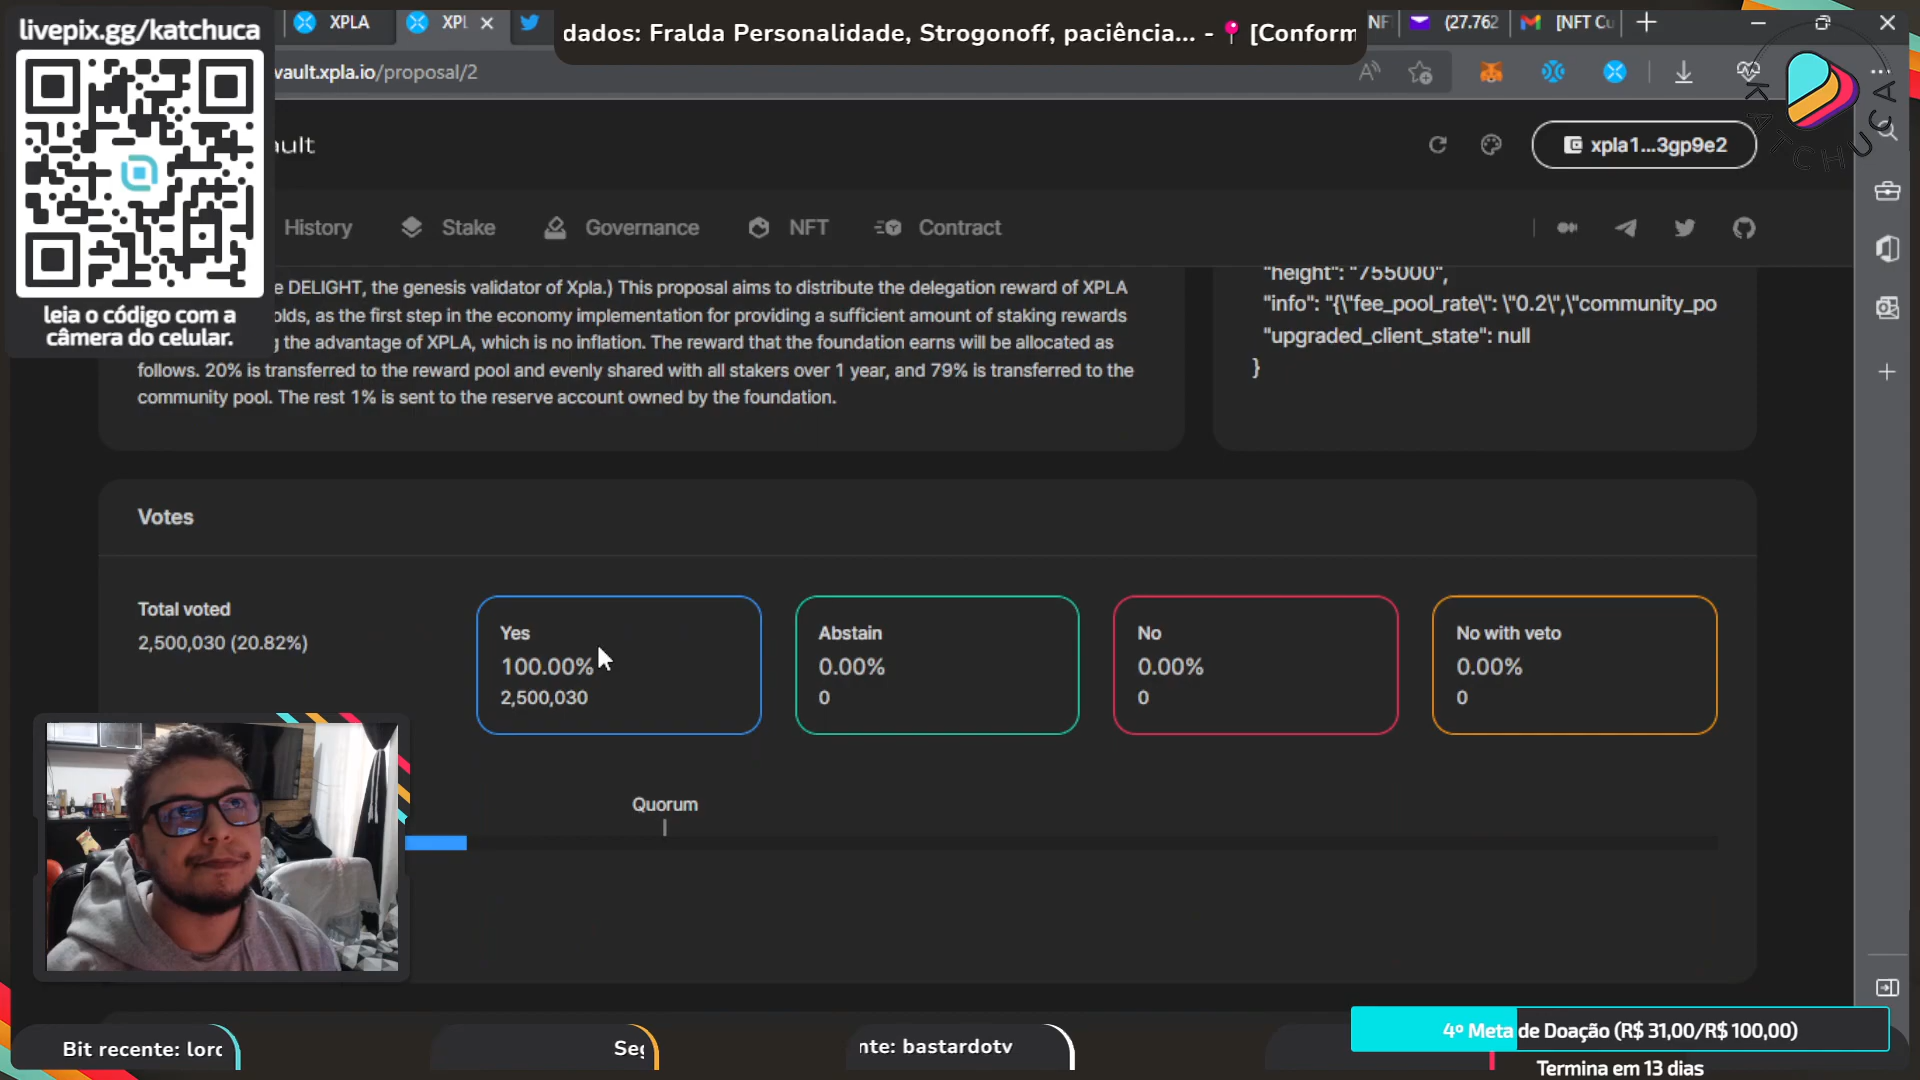 livepix.gg/katchuca
leia o código com a
câmera do celular.
XPLA
XPL
dados: Fralda Personalidade, Strogonoff, paciência... - 📍 [Conform
NF
(27.762
[NFT Cu
vault.xpla.io/proposal/2
KATCHUCA
ault
xpla1...3gp9e2
History
Stake
Governance
NFT
Contract
e DELIGHT, the genesis validator of Xpla.) This proposal aims to distribute the delegation reward of XPLA
olds, as the first step in the economy implementation for providing a sufficient amount of staking rewards
g the advantage of XPLA, which is no inflation. The reward that the foundation earns will be allocated as
follows. 20% is transferred to the reward pool and evenly shared with all stakers over 1 year, and 79% is transferred to the
community pool. The rest 1% is sent to the reserve account owned by the foundation.
"height": "755000",
"info": "{\"fee_pool_rate\": \"0.2\",\"community_po
"upgraded_client_state": null
}
Votes
Total voted
2,500,030 (20.82%)
Yes
100.00%
2,500,030
Abstain
0.00%
0
No
0.00%
0
No with veto
0.00%
0
Quorum
Bit recente: lorc
Seg
nte: bastardotv
4º Meta de Doação (R$ 31,00/R$ 100,00)
Termina em 13 dias